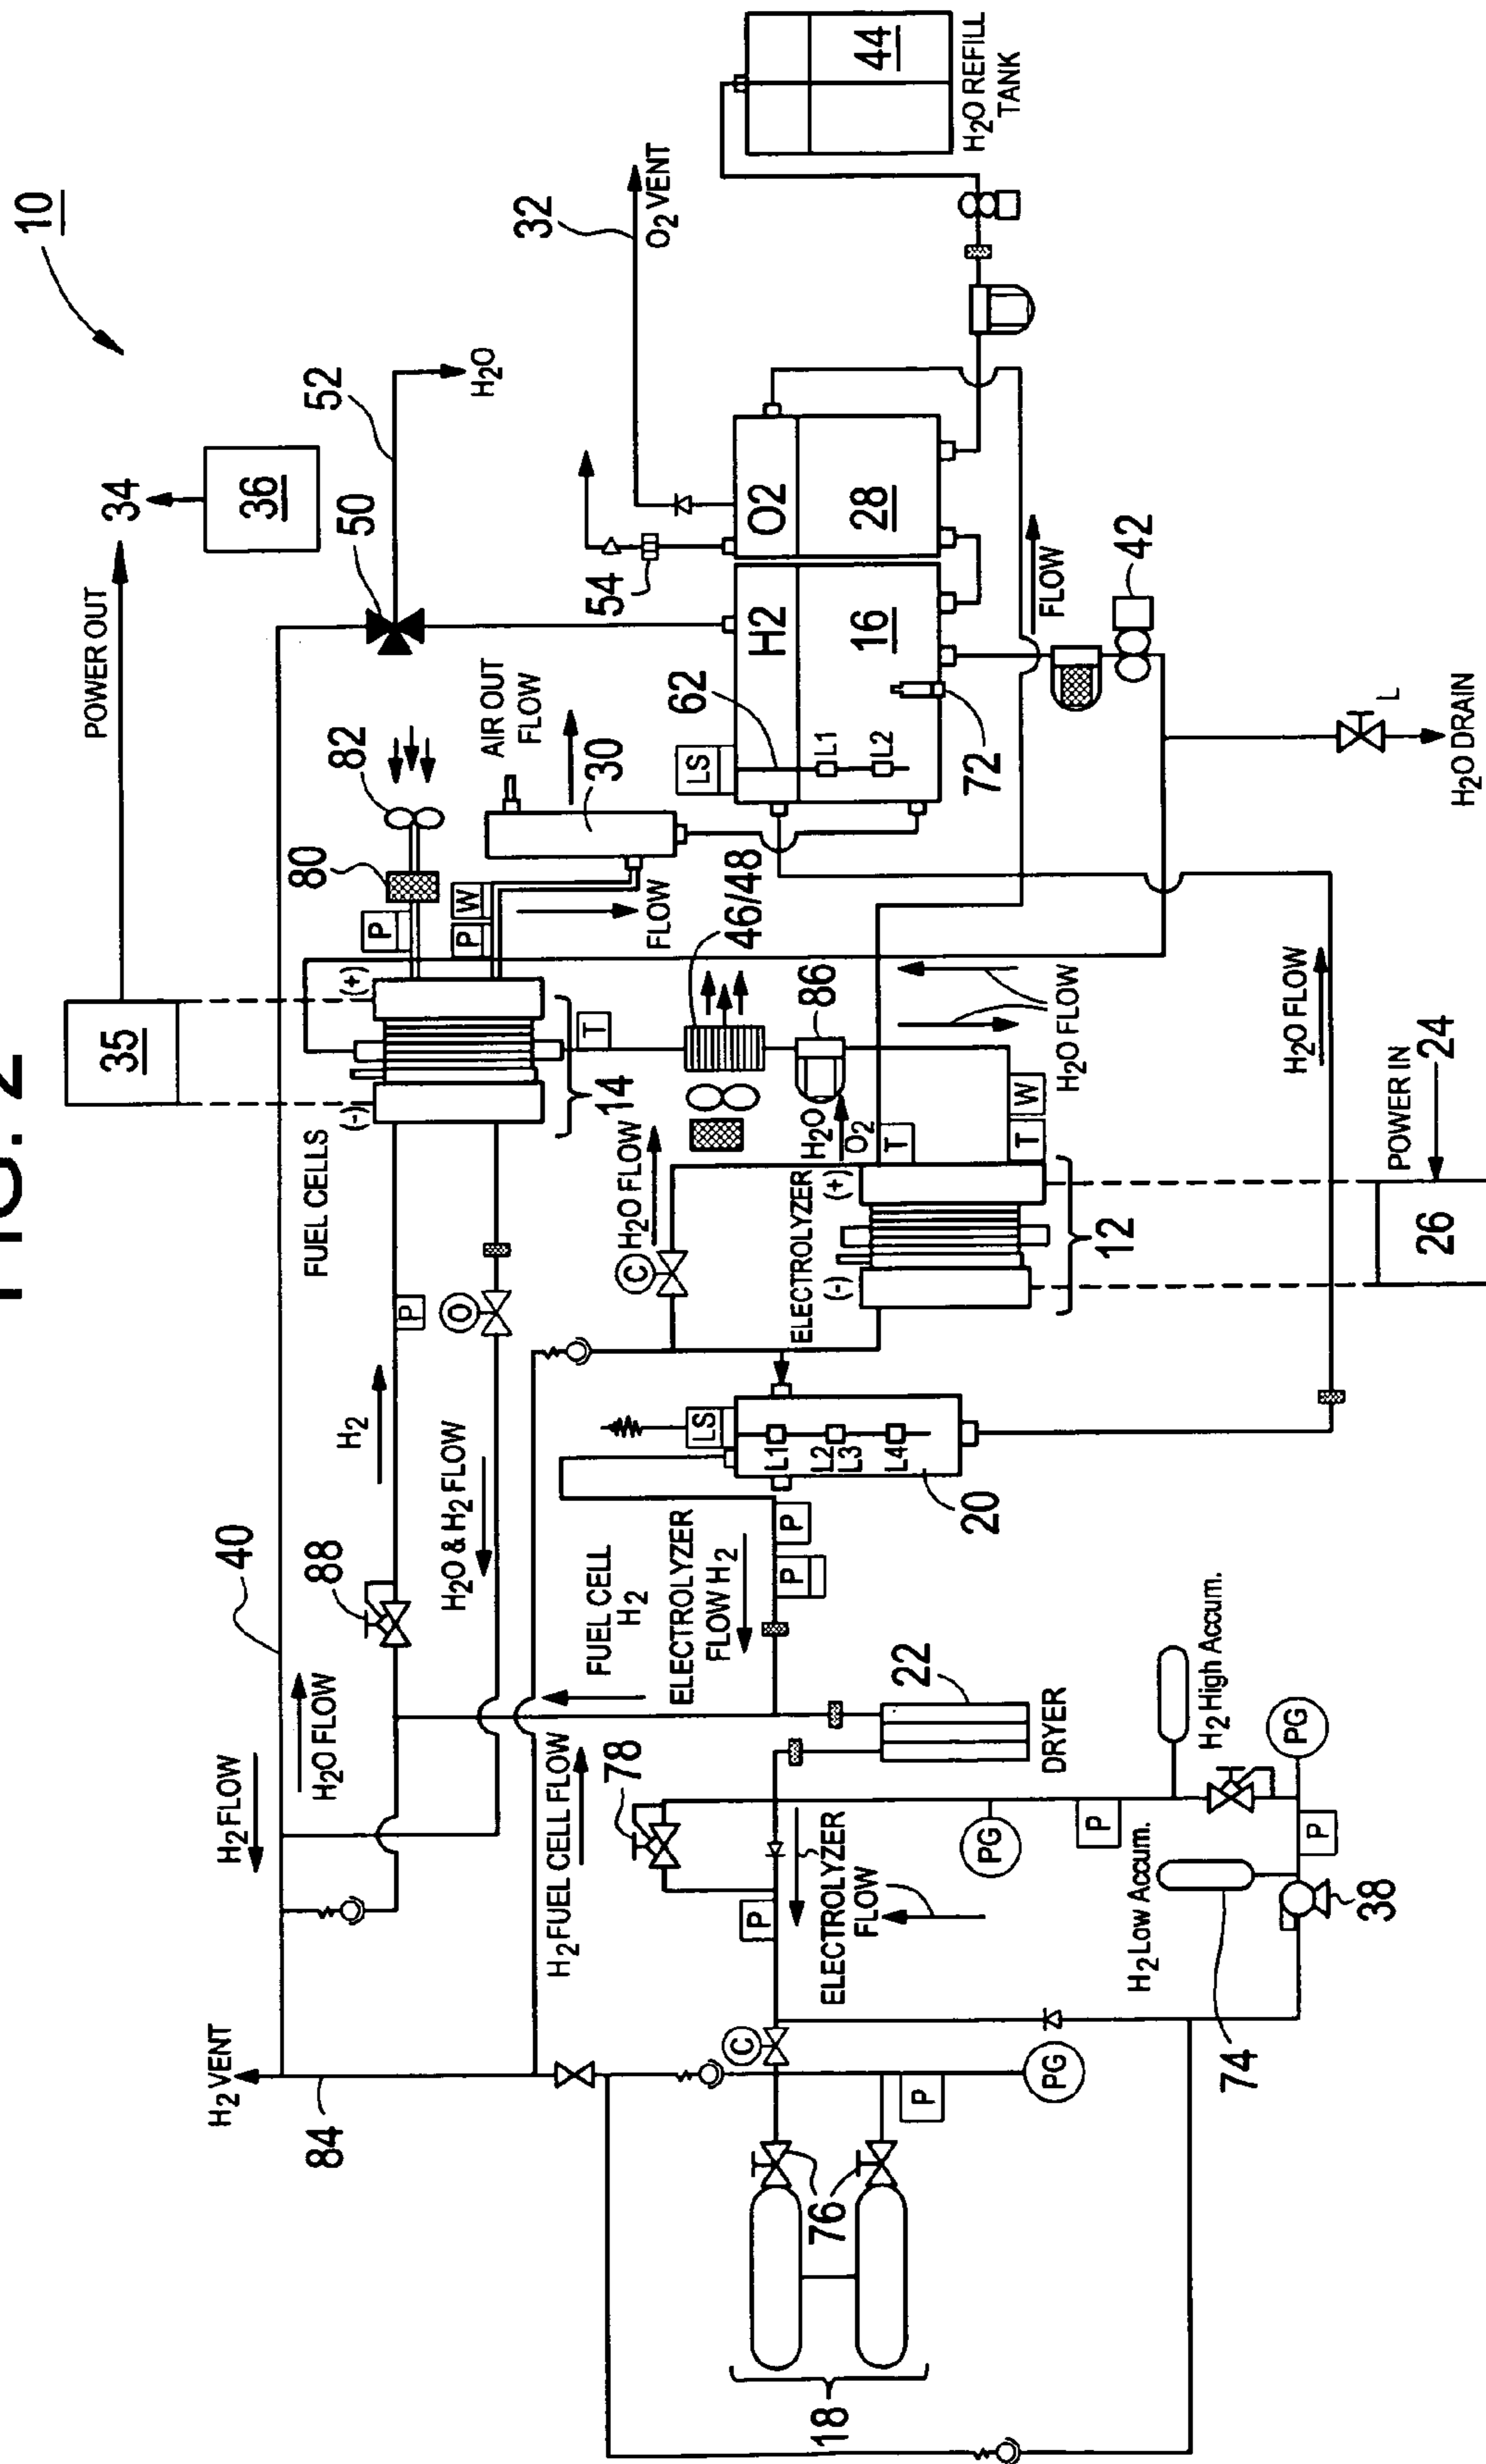 FIG. 2
10
35
POWER OUT
34
36
50
52
H₂O
FUEL CELLS
(-)
(+)
14
P
80
82
P
W
FLOW
AIR OUT
FLOW
30
T
46/48
86
H₂O FLOW
54
32
O₂ VENT
H2
16
O2
28
LS
62
L1
L2
72
44
H₂O REFILL
TANK
FLOW
42
L
H₂O DRAIN
H₂O FLOW
C
H₂O
O₂
T
T
W
ELECTROLYZER
(-)
(+)
12
POWER IN
24
26
H₂O FLOW
H₂ FLOW
H₂O FLOW
40
88
H₂
P
O
H₂O & H₂ FLOW
FUEL CELL
H₂
ELECTROLYZER
FLOW H₂
P
P
LS
L1
L2
L3
L4
20
H₂ VENT
84
H₂ FUEL CELL FLOW
78
22
DRYER
ELECTROLYZER
FLOW
P
C
PG
P
H₂ High Accum.
PG
P
H₂ Low Accum.
74
38
PG
P
76
18